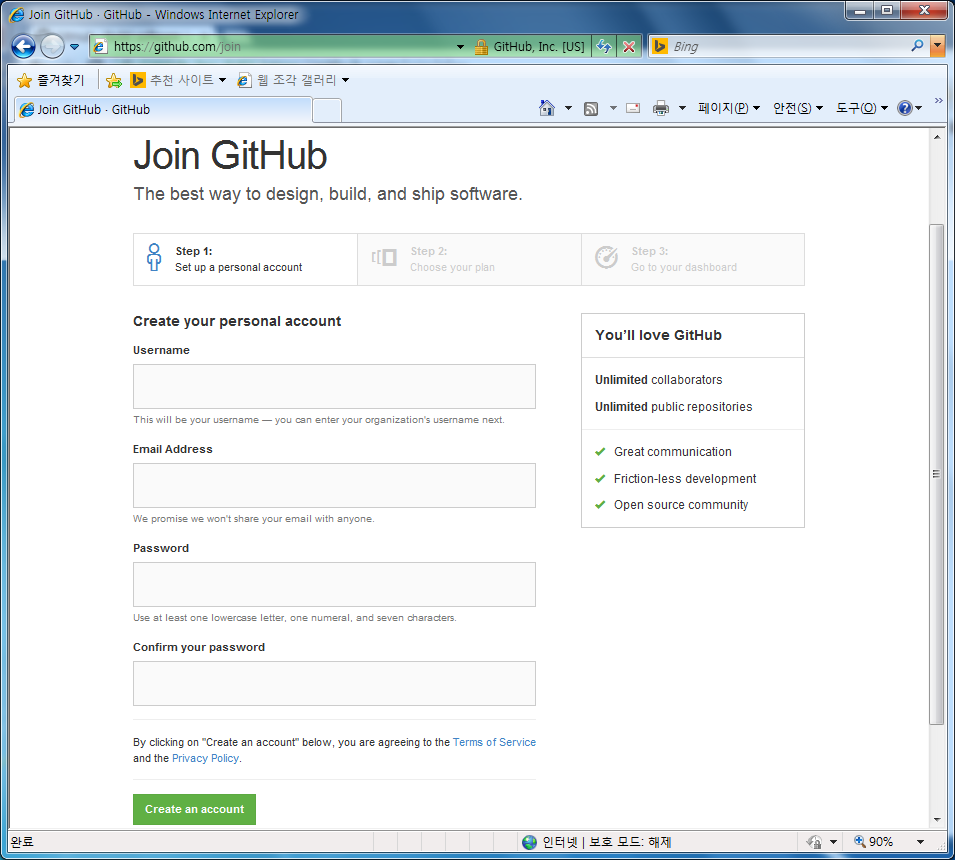 Join GitHub · GitHub - Windows Internet Explorer
https://github.com/join
GitHub, Inc. [US]
Bing
즐겨찾기
추천 사이트
웹 조각 갤러리
Join GitHub · GitHub
페이지(P)
안전(S)
도구(O)
Join GitHub
The best way to design, build, and ship software.
Step 1:
Set up a personal account
Step 2:
Choose your plan
Step 3:
Go to your dashboard
Create your personal account
Username
This will be your username — you can enter your organization's username next.
Email Address
We promise we won't share your email with anyone.
Password
Use at least one lowercase letter, one numeral, and seven characters.
Confirm your password
By clicking on "Create an account" below, you are agreeing to the Terms of Service
and the Privacy Policy.
Create an account
You’ll love GitHub
Unlimited collaborators
Unlimited public repositories
Great communication
Friction-less development
Open source community
완료
인터넷 | 보호 모드: 해제
90%